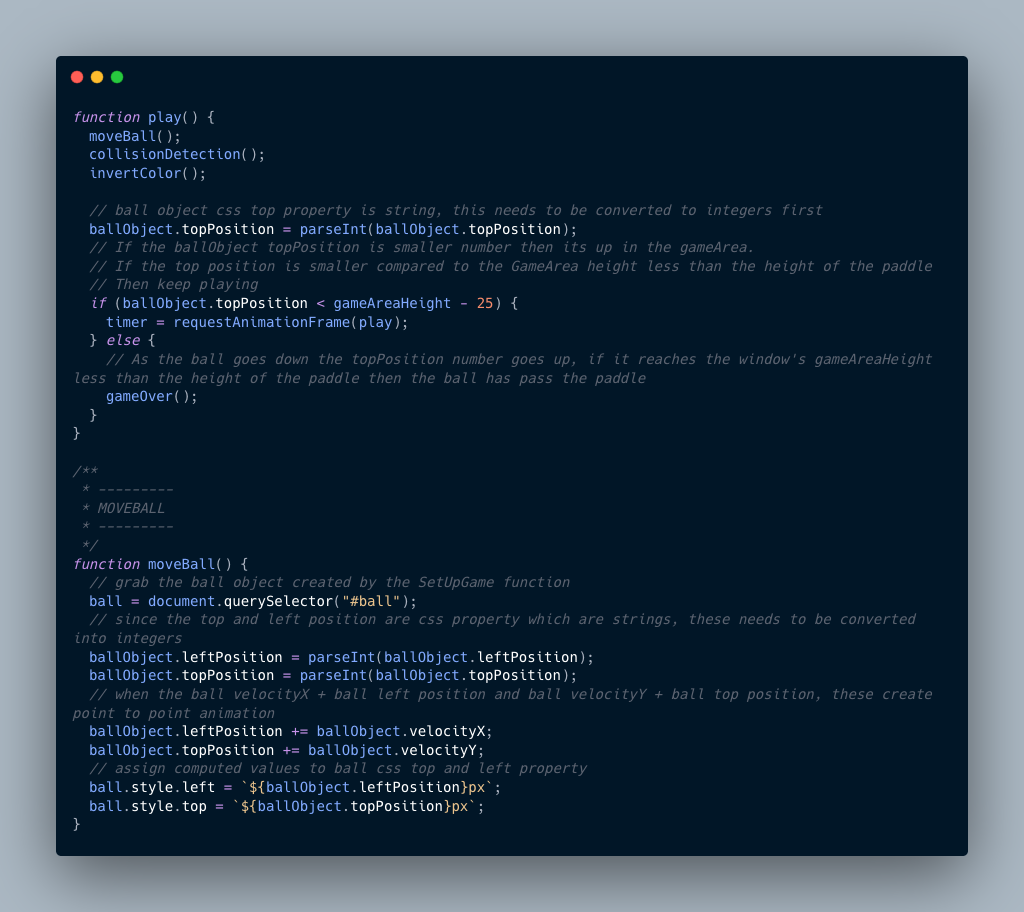 function play() {
  moveBall();
  collisionDetection();
  invertColor();

  // ball object css top property is string, this needs to be converted to integers first
  ballObject.topPosition = parseInt(ballObject.topPosition);
  // If the ballObject topPosition is smaller number then its up in the gameArea.
  // If the top position is smaller compared to the GameArea height less than the height of the paddle
  // Then keep playing
  if (ballObject.topPosition < gameAreaHeight - 25) {
    timer = requestAnimationFrame(play);
  } else {
    // As the ball goes down the topPosition number goes up, if it reaches the window's gameAreaHeight
less than the height of the paddle then the ball has pass the paddle
    gameOver();
  }
}

/**
 * ---------
 * MOVEBALL
 * ---------
 */
function moveBall() {
  // grab the ball object created by the SetUpGame function
  ball = document.querySelector("#ball");
  // since the top and left position are css property which are strings, these needs to be converted
into integers
  ballObject.leftPosition = parseInt(ballObject.leftPosition);
  ballObject.topPosition = parseInt(ballObject.topPosition);
  // when the ball velocityX + ball left position and ball velocityY + ball top position, these create
point to point animation
  ballObject.leftPosition += ballObject.velocityX;
  ballObject.topPosition += ballObject.velocityY;
  // assign computed values to ball css top and left property
  ball.style.left = `${ballObject.leftPosition}px`;
  ball.style.top = `${ballObject.topPosition}px`;
}